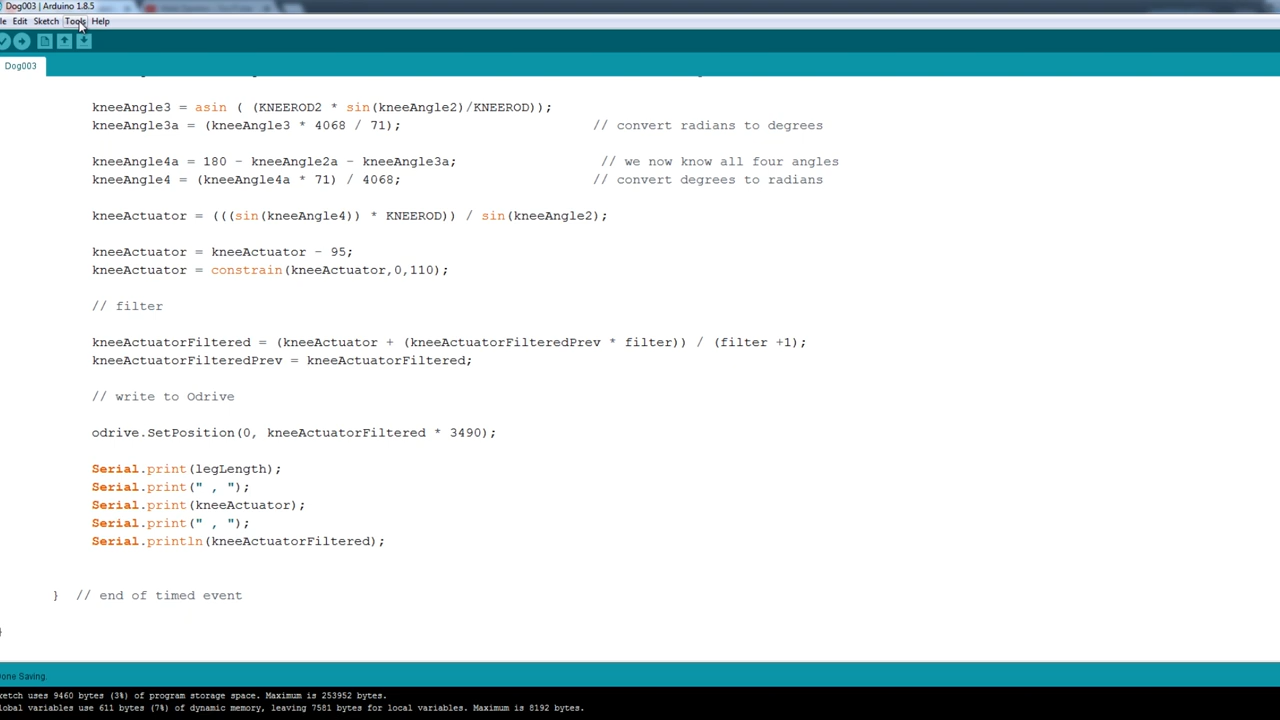 Dog003 | Arduino 1.8.5
le Edit Sketch Tools Help
Dog003
kneeAngle3 = asin ( (KNEEROD2 * sin(kneeAngle2)/KNEEROD));
kneeAngle3a = (kneeAngle3 * 4068 / 71); // convert radians to degrees
kneeAngle4a = 180 - kneeAngle2a - kneeAngle3a; // we now know all four angles
kneeAngle4 = (kneeAngle4a * 71) / 4068; // convert degrees to radians
kneeActuator = (((sin(kneeAngle4)) * KNEEROD)) / sin(kneeAngle2);
kneeActuator = kneeActuator - 95;
kneeActuator = constrain(kneeActuator,0,110);
// filter
kneeActuatorFiltered = (kneeActuator + (kneeActuatorFilteredPrev * filter)) / (filter +1);
kneeActuatorFilteredPrev = kneeActuatorFiltered;
// write to Odrive
odrive.SetPosition(0, kneeActuatorFiltered * 3490);
Serial.print(legLength);
Serial.print(" , ");
Serial.print(kneeActuator);
Serial.print(" , ");
Serial.println(kneeActuatorFiltered);
} // end of timed event
}
one Saving.
ketch uses 9460 bytes (3%) of program storage space. Maximum is 253952 bytes.
lobal variables use 611 bytes (7%) of dynamic memory, leaving 7581 bytes for local variables. Maximum is 8192 bytes.